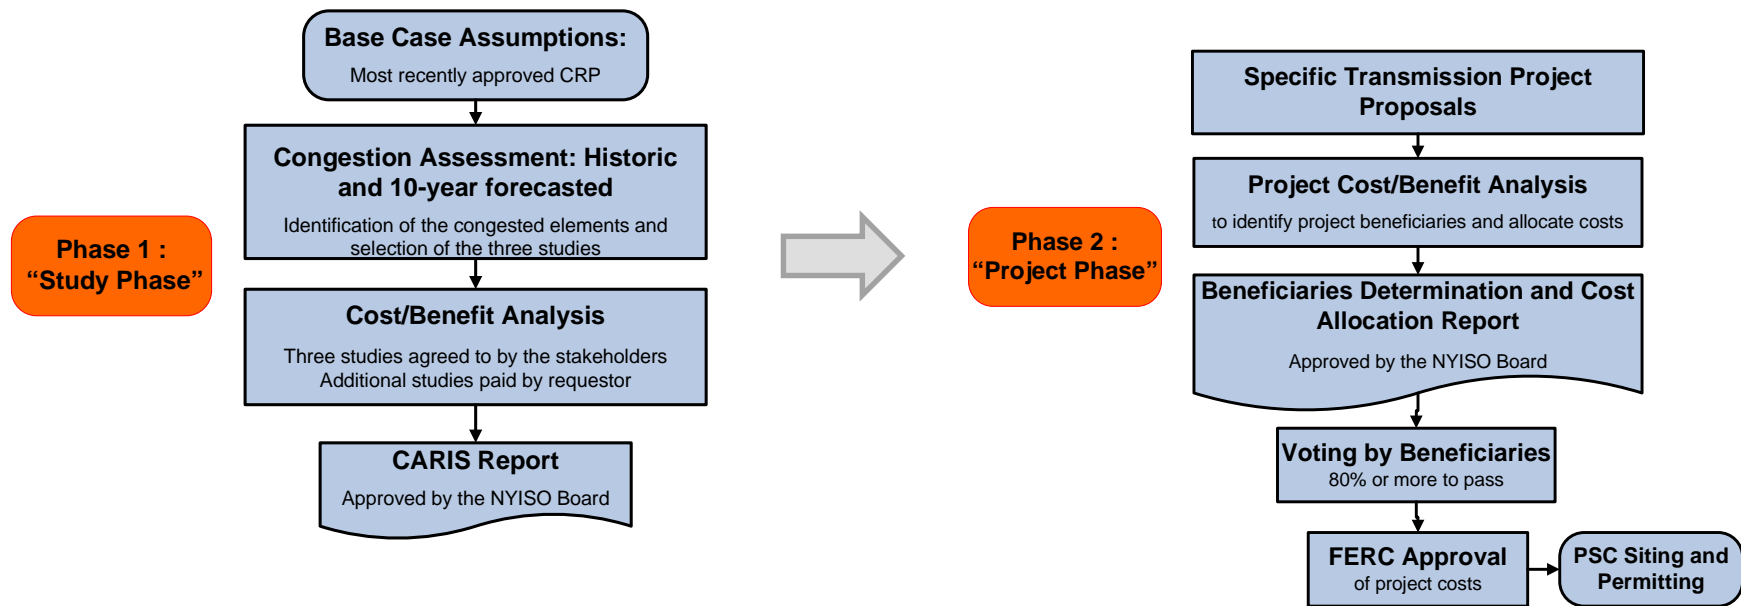 Base Case Assumptions:
Most recently approved CRP
Congestion Assessment: Historic
and 10-year forecasted
Identification of the congested elements and
selection of the three studies
Phase 1 :
“Study Phase”
Cost/Benefit Analysis
Three studies agreed to by the stakeholders
Additional studies paid by requestor
CARIS Report
Approved by the NYISO Board
Specific Transmission Project
Proposals
Project Cost/Benefit Analysis
to identify project beneficiaries and allocate costs
Phase 2 :
“Project Phase”
Beneficiaries Determination and Cost
Allocation Report
Approved by the NYISO Board
Voting by Beneficiaries
80% or more to pass
FERC Approval
of project costs
PSC Siting and
Permitting